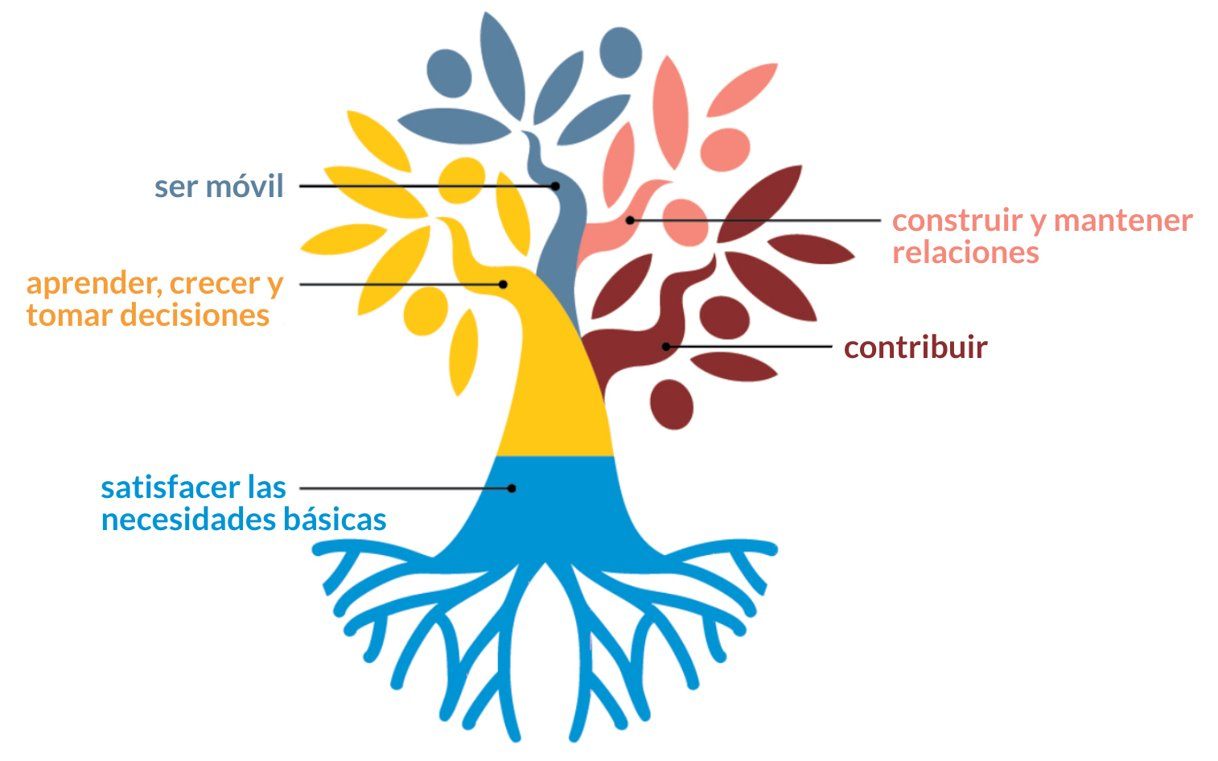 ser móvil
construir y mantener
relaciones
aprender, crecer y
tomar decisiones
contribuir
satisfacer las
necesidades básicas